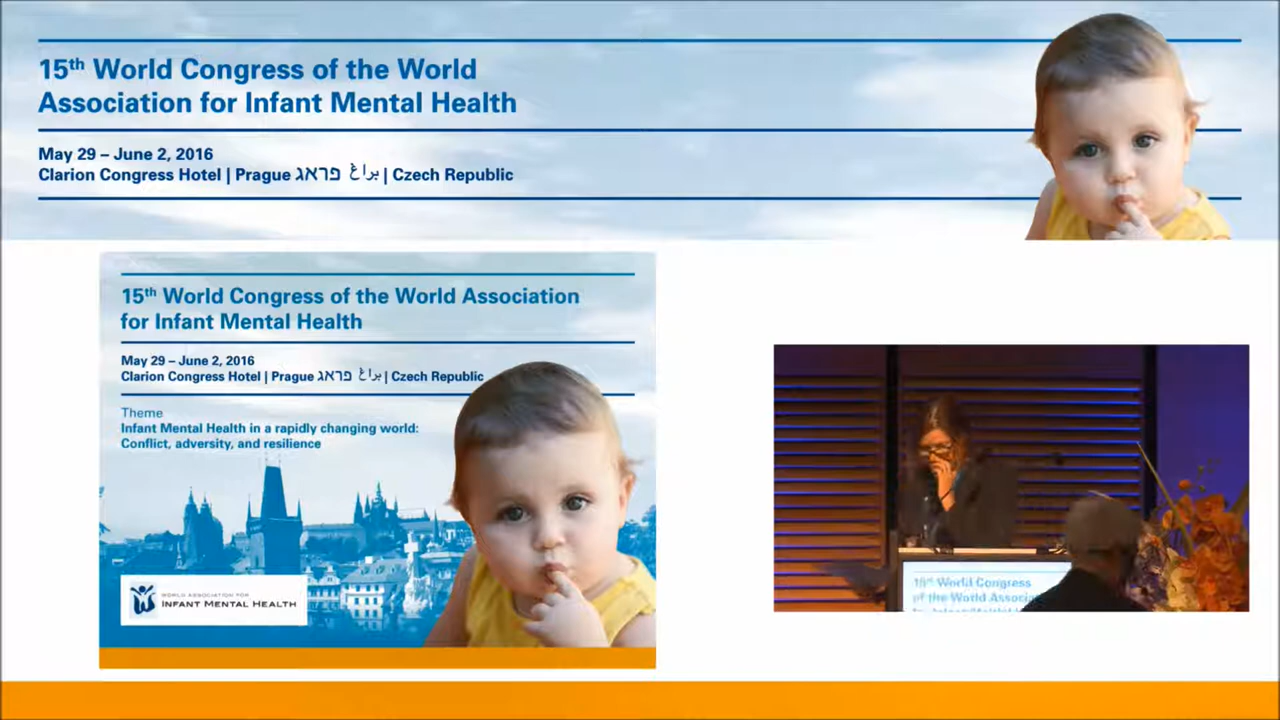 15th World Congress of the World
Association for Infant Mental Health
May 29 – June 2, 2016
Clarion Congress Hotel | Prague פראג براغ | Czech Republic
15th World Congress of the World Association
for Infant Mental Health
May 29 – June 2, 2016
Clarion Congress Hotel | Prague פראג براغ | Czech Republic
Theme
Infant Mental Health in a rapidly changing world:
Conflict, adversity, and resilience
WORLD ASSOCIATION FOR
INFANT MENTAL HEALTH
15th World Congress
of the World Associa